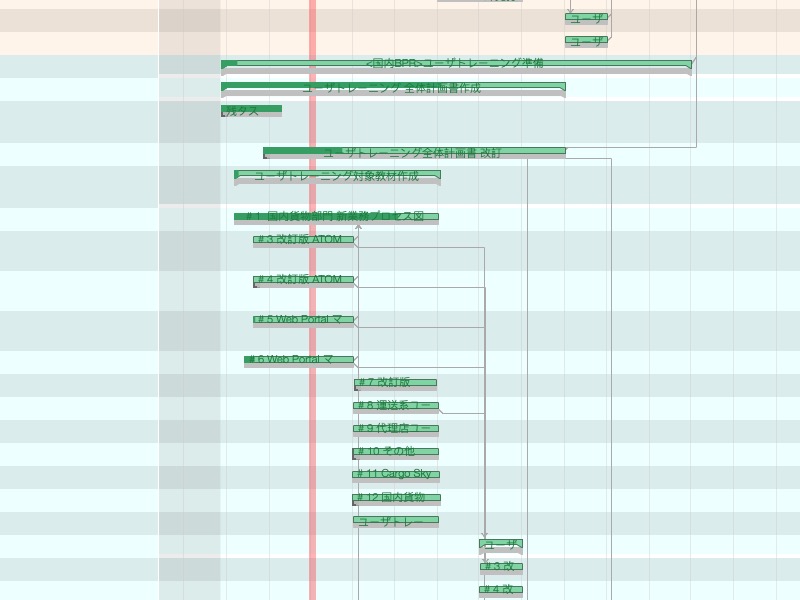 ユーザ
ユーザ
<国内BPR>ユーザトレーニング準備
ユーザトレーニング 全体計画書作成
残タス
ユーザトレーニング全体計画書 改訂
ユーザトレーニング対象教材作成
#1 国内貨物部門 新業務プロセス図
#3 改訂版 ATOM
#4 改訂版 ATOM
#5 Web Portal マ
#6 Web Portal マ
#7 改訂版
#8 運送系ユー
#9 代理店ユー
#10 その他
#11 Cargo Sky
#12 国内貨物
ユーザトレー
ユーザ
#3 改
#4 改